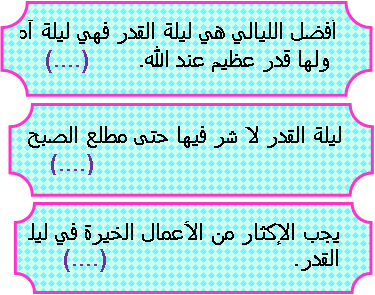 أفضل الليالي هي ليلة القدر فهي ليلة آه
ولها قدر عظيم عند الله. (....)
ليلة القدر لا شر فيها حتى مطلع الصبح
(....)
يجب الإكثار من الأعمال الخيرة في ليل
القدر. (....)